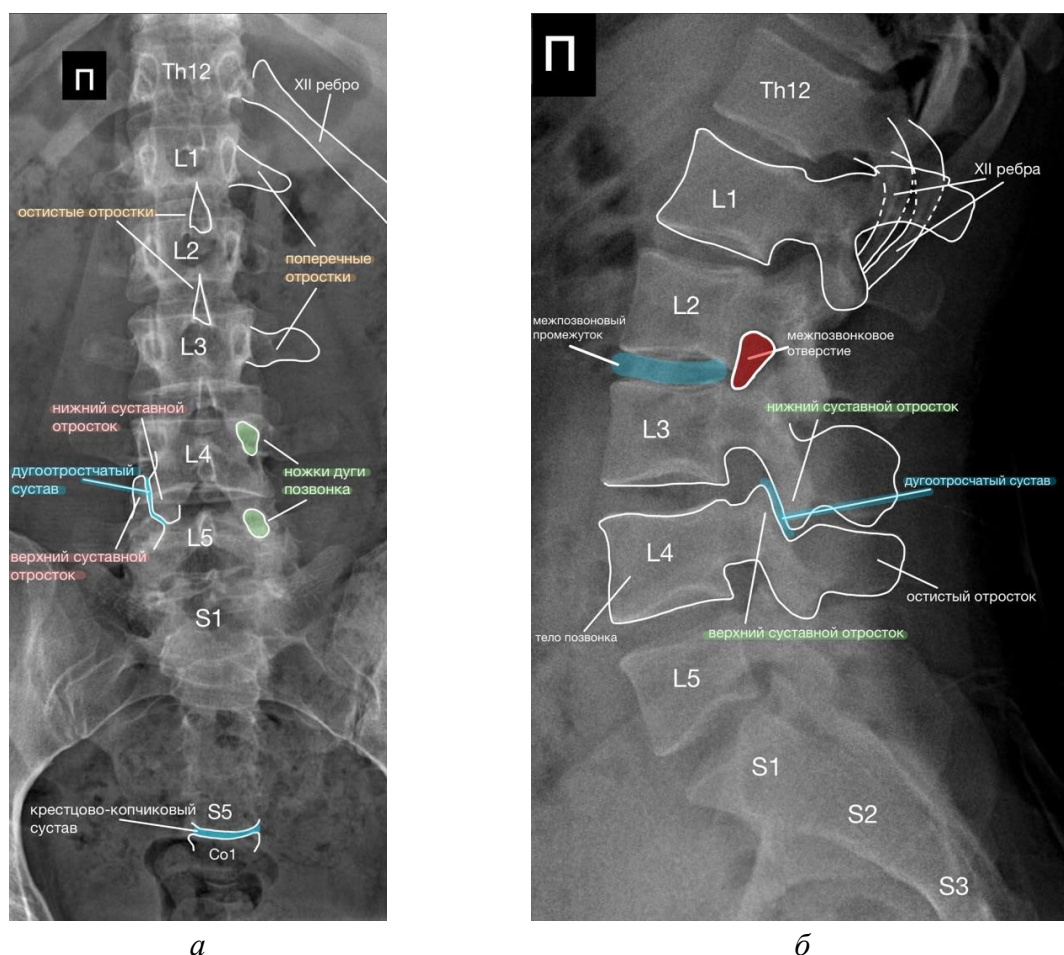 П
Th12
XII ребро
L1
остистые отростки
L2
поперечные
отростки
L3
нижний суставной
отросток
L4
дугоотростчатый
сустав
ножки дуги
позвонка
L5
верхний суставной
отросток
S1
S5
крестцово-копчиковый
сустав
Co1
а
П
Th12
L1
XII ребра
L2
межпозвоновый
промежуток
межпозвонковое
отверстие
L3
нижний суставной отросток
дугоотросчатый сустав
L4
остистый отросток
тело позвонка
верхний суставной отросток
L5
S1
S2
S3
б